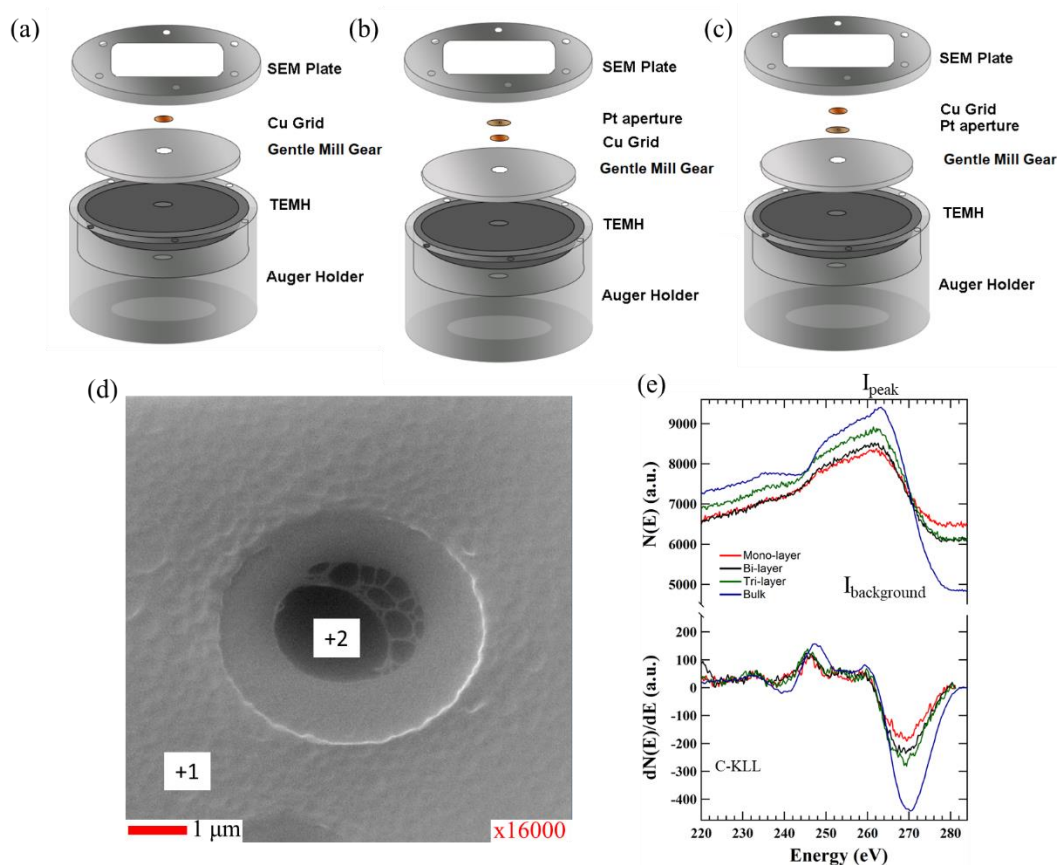 (a)
SEM Plate
Cu Grid
Gentle Mill Gear
TEMH
Auger Holder
(b)
SEM Plate
Pt aperture
Cu Grid
Gentle Mill Gear
TEMH
Auger Holder
(c)
SEM Plate
Cu Grid
Pt aperture
Gentle Mill Gear
TEMH
Auger Holder
(d)
+2
+1
1 μm
x16000
(e)
I peak
9000
8000
7000
6000
5000
N(E) (a.u.)
Mono-layer
Bi-layer
Tri-layer
Bulk
I background
200
100
0
-100
-200
-300
-400
dN(E)/dE (a.u.)
C-KLL
220 230 240 250 260 270 280
Energy (eV)